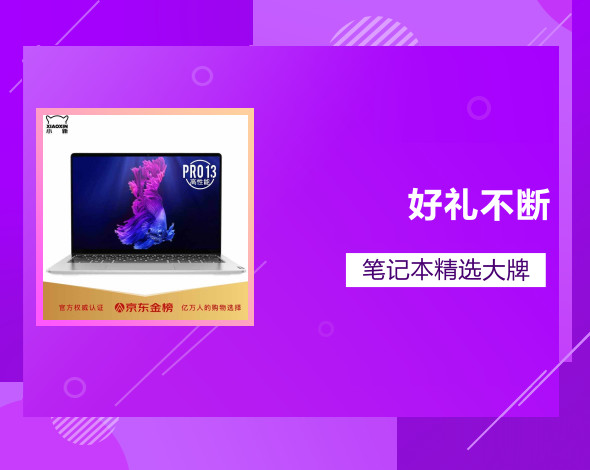 XIAOXIN
小新
PRO13
高性能
官方权威认证
京东金榜
亿万人的购物选择
好礼不断
笔记本精选大牌